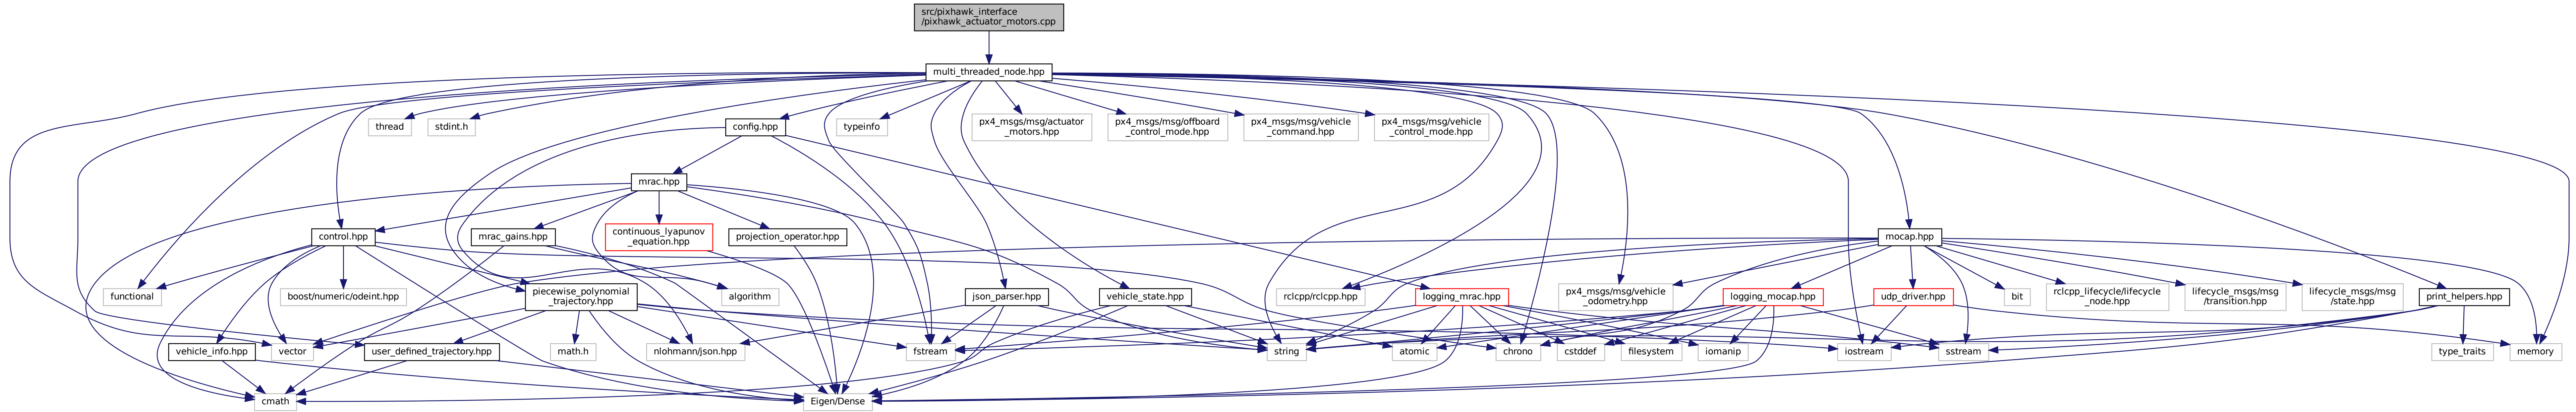 src/pixhawk_interface
/pixhawk_actuator_motors.cpp
multi_threaded_node.hpp
thread
stdint.h
config.hpp
typeinfo
px4_msgs/msg/actuator
_motors.hpp
px4_msgs/msg/offboard
_control_mode.hpp
px4_msgs/msg/vehicle
_command.hpp
px4_msgs/msg/vehicle
_control_mode.hpp
mrac.hpp
control.hpp
mrac_gains.hpp
continuous_lyapunov
_equation.hpp
projection_operator.hpp
mocap.hpp
functional
boost/numeric/odeint.hpp
piecewise_polynomial
_trajectory.hpp
algorithm
json_parser.hpp
vehicle_state.hpp
rclcpp/rclcpp.hpp
logging_mrac.hpp
px4_msgs/msg/vehicle
_odometry.hpp
logging_mocap.hpp
udp_driver.hpp
bit
rclcpp_lifecycle/lifecycle
_node.hpp
lifecycle_msgs/msg
/transition.hpp
lifecycle_msgs/msg
/state.hpp
print_helpers.hpp
vehicle_info.hpp
vector
user_defined_trajectory.hpp
math.h
nlohmann/json.hpp
fstream
string
atomic
chrono
cstddef
filesystem
iomanip
iostream
sstream
type_traits
memory
cmath
Eigen/Dense